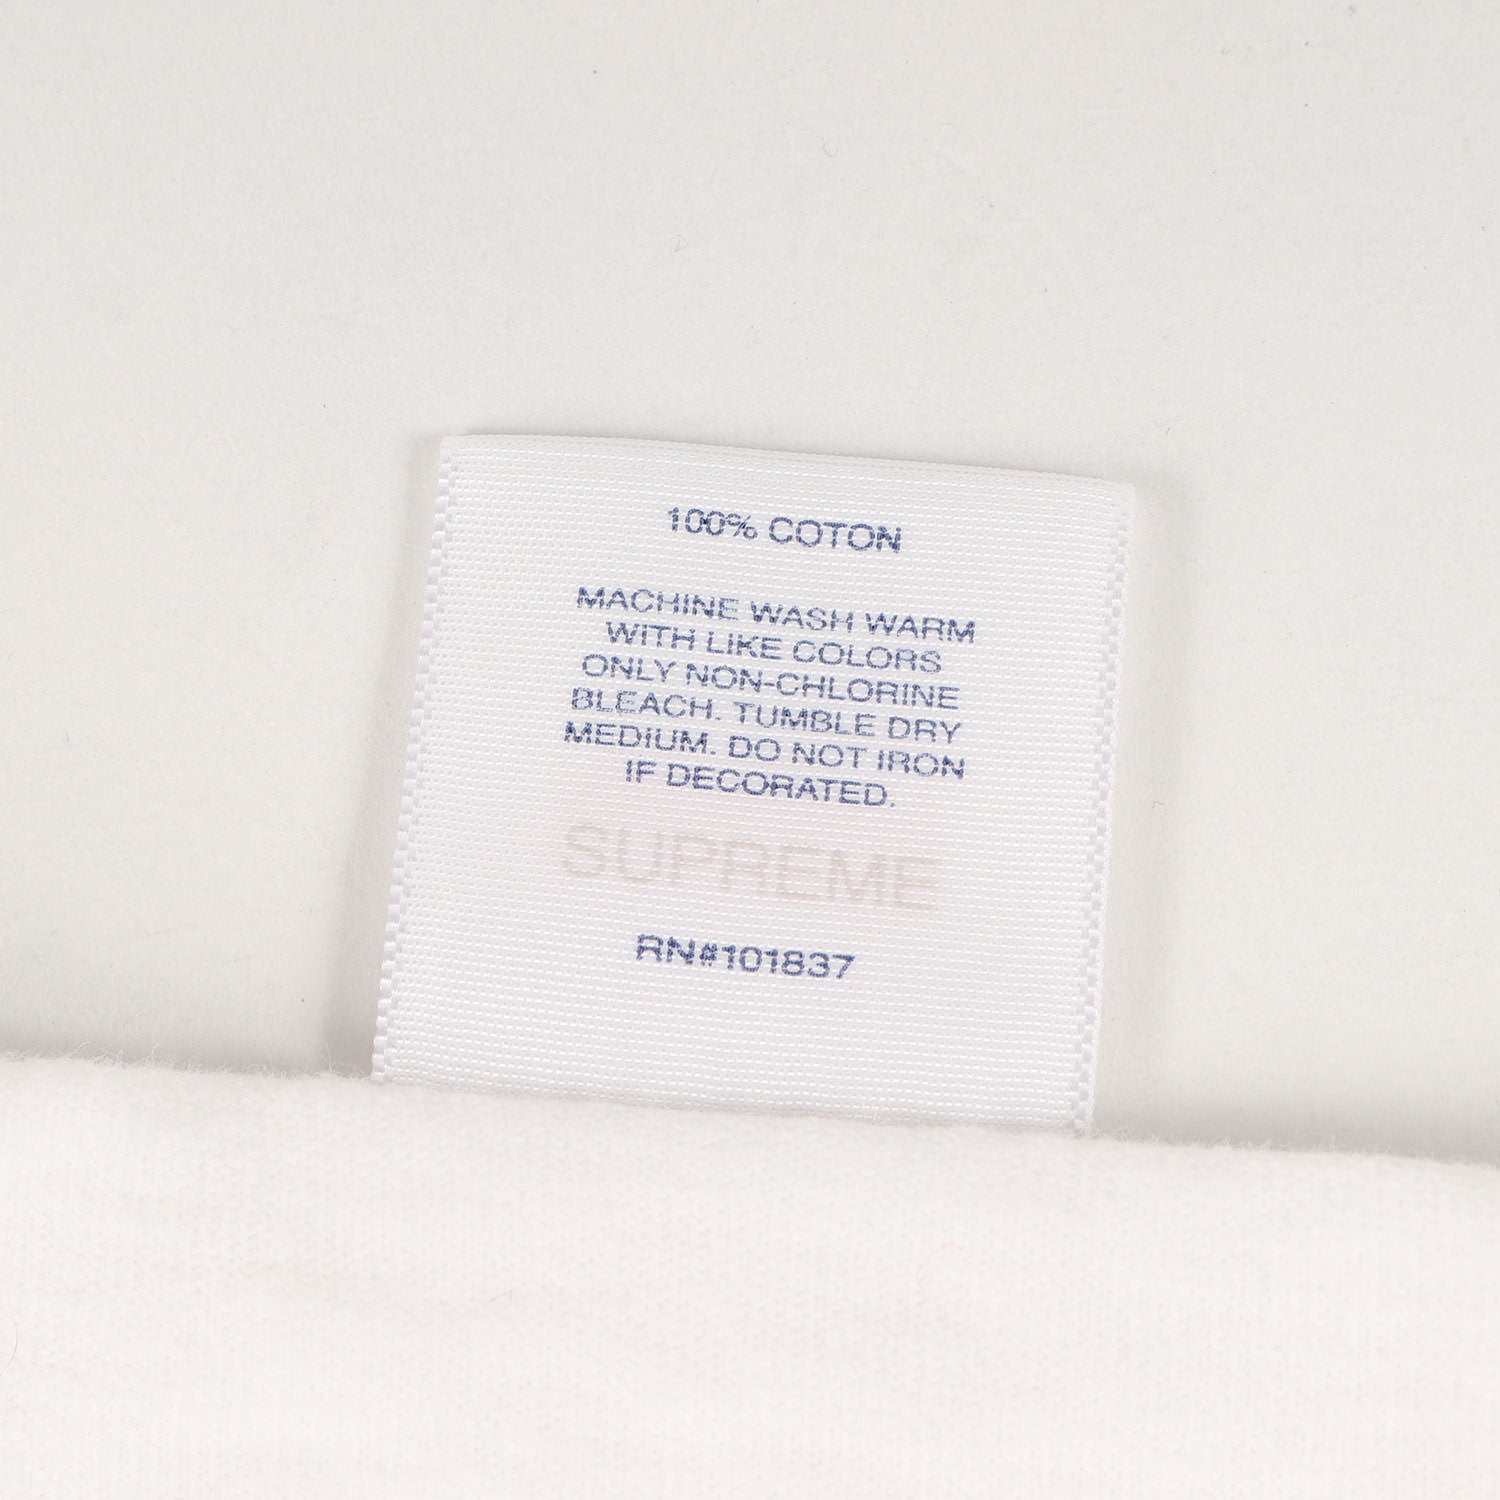 100% COTON
MACHINE WASH WARM
WITH LIKE COLORS
ONLY NON-CHLORINE
BLEACH. TUMBLE DRY
MEDIUM. DO NOT IRON
IF DECORATED.
SUPREME
RN#101837